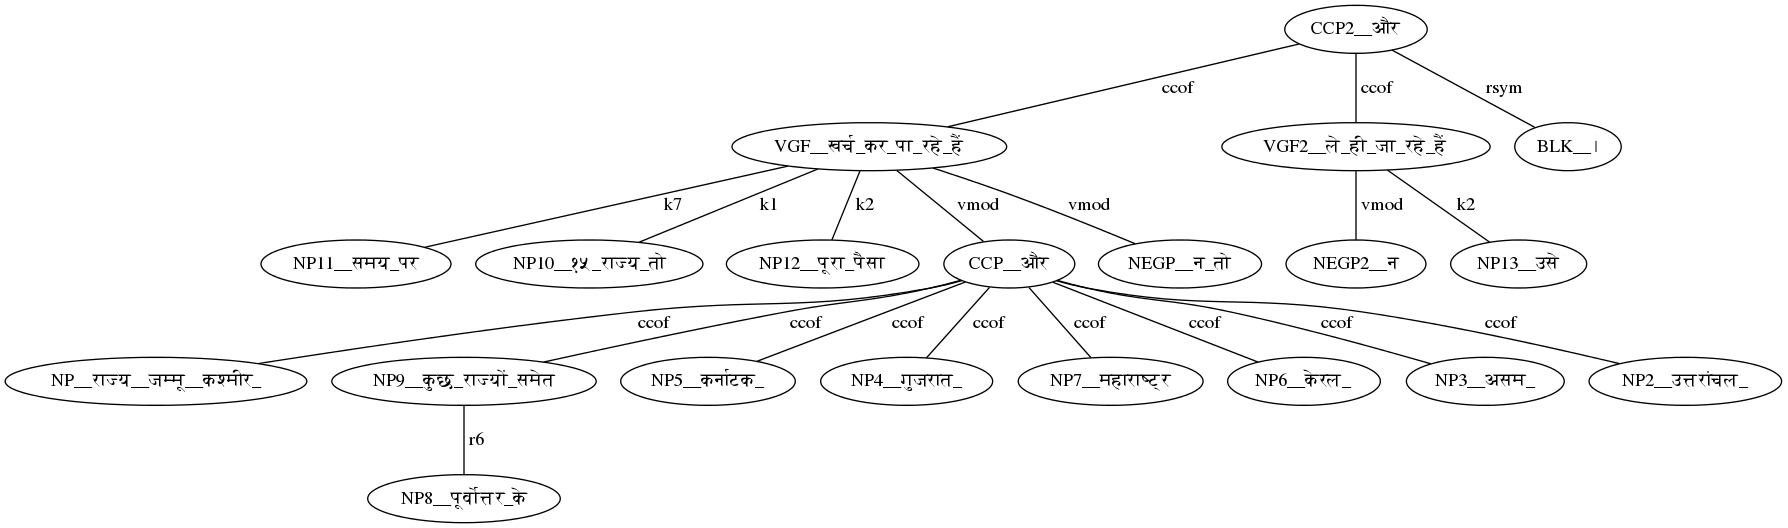 CCP2__और
ccof ccof rsym
VGF__खर्च_कर_पा_रहे_हैं VGF2__ले_ही_जा_रहे_हैं BLK__।
k7 k1 k2 vmod vmod vmod k2
NP11__समय_पर NP10__१५_राज्य_तो NP12__पूरा_पैसा CCP__और NEGP__न_तो NEGP2__न NP13__उसे
ccof ccof ccof ccof ccof ccof ccof ccof
NP__राज्य__जम्मू__कश्मीर_ NP9__कुछ_राज्यों_समेत NP5__कर्नाटक_ NP4__गुजरात_ NP7__महाराष्ट्र NP6__केरल_ NP3__असम_ NP2__उत्तरांचल_
r6
NP8__पूर्वोत्तर_के